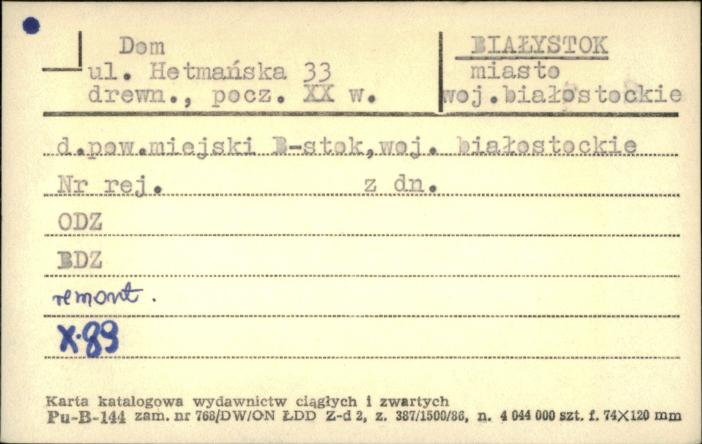 Dom
ul. Hetmańska 33
drewn., pocz. XX w.
BIAŁYSTOK
miasto
woj.białostockie
d.pow.miejski B-stok,woj. białostockie
Nr rej. z dn.
ODZ
BDZ
remont.
X.89
Karta katalogowa wydawnictw ciągłych i zwartych
Pu-B-144 zam. nr 768/DW/ON ŁDD Z-d 2, z. 387/1500/86, n. 4 044 000 szt. f. 74×120 mm